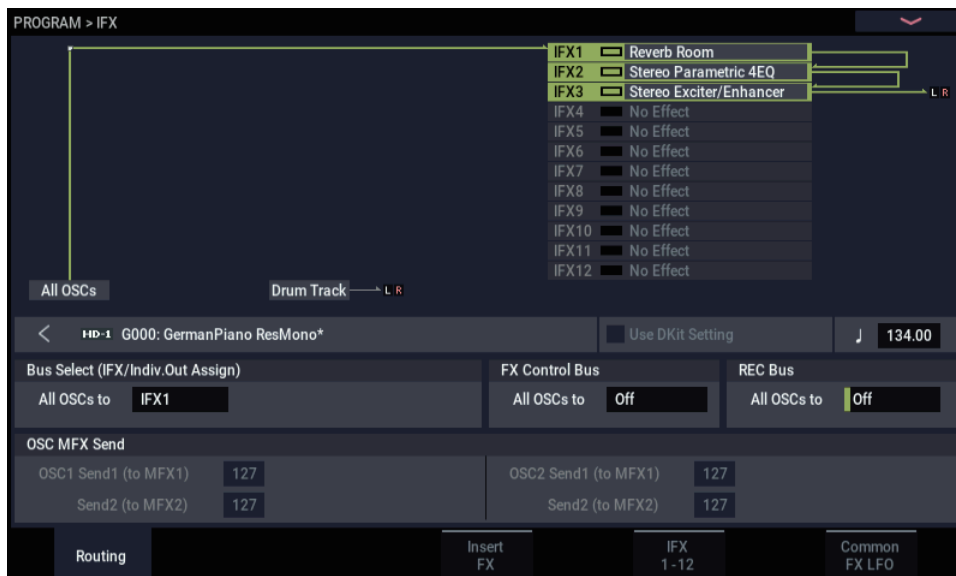 PROGRAM > IFX
IFX1 Reverb Room
IFX2 Stereo Parametric 4EQ
IFX3 Stereo Exciter/Enhancer L R
IFX4 No Effect
IFX5 No Effect
IFX6 No Effect
IFX7 No Effect
IFX8 No Effect
IFX9 No Effect
IFX10 No Effect
IFX11 No Effect
IFX12 No Effect
All OSCs Drum Track L R
HD-1 G000: GermanPiano ResMono* Use DKit Setting ♩ 134.00
Bus Select (IFX/Indiv.Out Assign) FX Control Bus REC Bus
All OSCs to IFX1 All OSCs to Off All OSCs to Off
OSC MFX Send
OSC1 Send1 (to MFX1) 127 OSC2 Send1 (to MFX1) 127
Send2 (to MFX2) 127 Send2 (to MFX2) 127
Routing
Insert FX
IFX 1-12
Common FX LFO